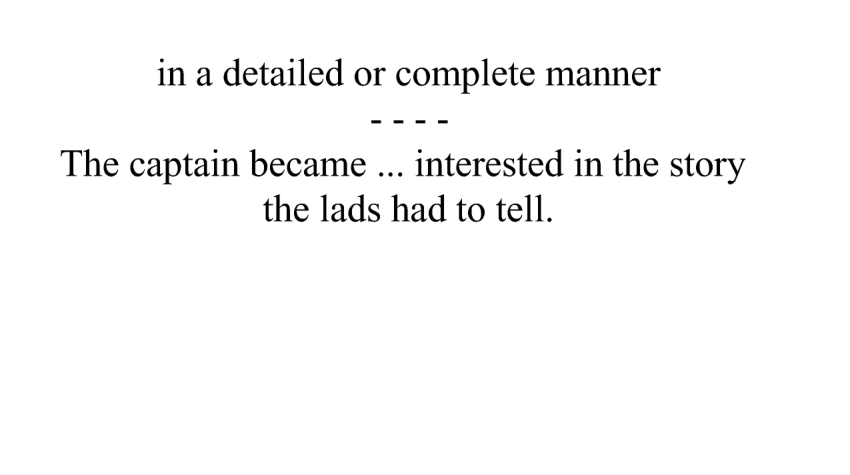 in a detailed or complete manner
- - - -
The captain became ... interested in the story
the lads had to tell.